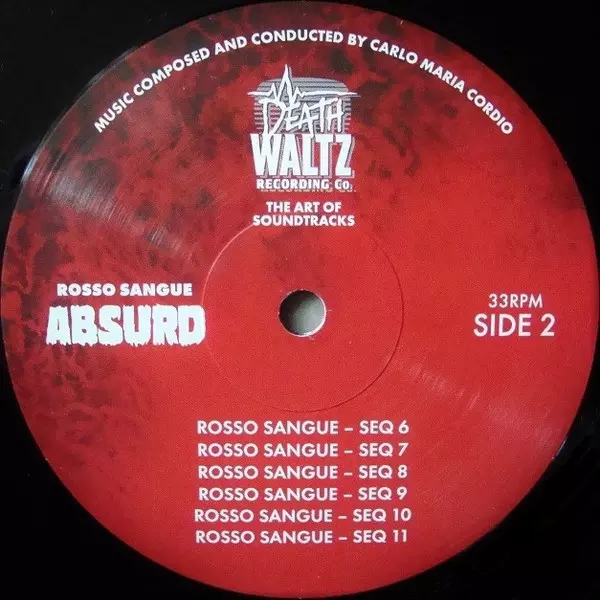 MUSIC COMPOSED AND CONDUCTED BY CARLO MARIA CORDIO
DEATH
WALTZ
RECORDING Co.
THE ART OF
SOUNDTRACKS
ROSSO SANGUE
ABSURD
33RPM
SIDE 2
ROSSO SANGUE – SEQ 6
ROSSO SANGUE – SEQ 7
ROSSO SANGUE – SEQ 8
ROSSO SANGUE – SEQ 9
ROSSO SANGUE – SEQ 10
ROSSO SANGUE – SEQ 11